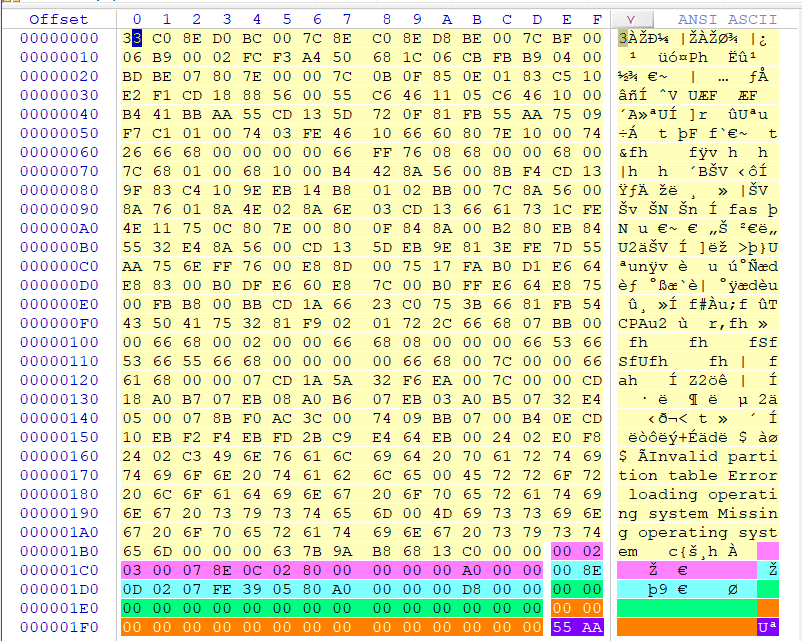 Offset 0 1 2 3 4 5 6 7 8 9 A B C D E F ANSI ASCII
00000000 33 C0 8E D0 BC 00 7C 8E C0 8E D8 BE 00 7C BF 00 3ÀŽÐ¼ |ŽÀŽØ¾ |¿
00000010 06 B9 00 02 FC F3 A4 50 68 1C 06 CB FB B9 04 00 ¹ üó¤Ph Ëû¹
00000020 BD BE 07 80 7E 00 00 7C 0B 0F 85 0E 01 83 C5 10 ½¾ €~ | … ƒÅ
00000030 E2 F1 CD 18 88 56 00 55 C6 46 11 05 C6 46 10 00 âñÍ ˆV UÆF ÆF
00000040 B4 41 BB AA 55 CD 13 5D 72 0F 81 FB 55 AA 75 09 ´A»ªUÍ ]r ûUªu
00000050 F7 C1 01 00 74 03 FE 46 10 66 60 80 7E 10 00 74 ÷Á t þF f`€~ t
00000060 26 66 68 00 00 00 00 66 FF 76 08 68 00 00 68 00 &fh fÿv h h
00000070 7C 68 01 00 68 10 00 B4 42 8A 56 00 8B F4 CD 13 |h h ´BŠV ‹ôÍ
00000080 9F 83 C4 10 9E EB 14 B8 01 02 BB 00 7C 8A 56 00 ŸƒÄ žë ¸ » |ŠV
00000090 8A 76 01 8A 4E 02 8A 6E 03 CD 13 66 61 73 1C FE Šv ŠN Šn Í fas þ
000000A0 4E 11 75 0C 80 7E 00 80 0F 84 8A 00 B2 80 EB 84 N u €~ € „Š ²€ë„
000000B0 55 32 E4 8A 56 00 CD 13 5D EB 9E 81 3E FE 7D 55 U2äŠV Í ]ëž >þ}U
000000C0 AA 75 6E FF 76 00 E8 8D 00 75 17 FA B0 D1 E6 64 ªunÿv è u ú°Ñæd
000000D0 E8 83 00 B0 DF E6 60 E8 7C 00 B0 FF E6 64 E8 75 èƒ °ßæ`è| °ÿædèu
000000E0 00 FB B8 00 BB CD 1A 66 23 C0 75 3B 66 81 FB 54 û¸ »Í f#Àu;f ûT
000000F0 43 50 41 75 32 81 F9 02 01 72 2C 66 68 07 BB 00 CPAu2 ù r,fh »
00000100 00 66 68 00 02 00 00 66 68 08 00 00 00 66 53 66 fh fh fSf
00000110 53 66 55 66 68 00 00 00 00 66 68 00 7C 00 00 66 SfUfh fh | f
00000120 61 68 00 00 07 CD 1A 5A 32 F6 EA 00 7C 00 00 CD ah Í Z2öê | Í
00000130 18 A0 B7 07 EB 08 A0 B6 07 EB 03 A0 B5 07 32 E4 · ë ¶ ë µ 2ä
00000140 05 00 07 8B F0 AC 3C 00 74 09 BB 07 00 B4 0E CD ‹ð¬< t » ´ Í
00000150 10 EB F2 F4 EB FD 2B C9 E4 64 EB 00 24 02 E0 F8 ëòôëý+Éädë $ àø
00000160 24 02 C3 49 6E 76 61 6C 69 64 20 70 61 72 74 69 $ ÃInvalid parti
00000170 74 69 6F 6E 20 74 61 62 6C 65 00 45 72 72 6F 72 tion table Error
00000180 20 6C 6F 61 64 69 6E 67 20 6F 70 65 72 61 74 69 loading operati
00000190 6E 67 20 73 79 73 74 65 6D 00 4D 69 73 73 69 6E ng system Missin
000001A0 67 20 6F 70 65 72 61 74 69 6E 67 20 73 79 73 74 g operating syst
000001B0 65 6D 00 00 00 63 7B 9A B8 68 13 C0 00 00 00 02 em c{š¸h À
000001C0 03 00 07 8E 0C 02 80 00 00 00 00 A0 00 00 00 8E Ž € Ž
000001D0 0D 02 07 FE 39 05 80 A0 00 00 00 D8 00 00 00 00 þ9 € Ø
000001E0 00 00 00 00 00 00 00 00 00 00 00 00 00 00 00 00
000001F0 00 00 00 00 00 00 00 00 00 00 00 00 00 00 55 AA Uª